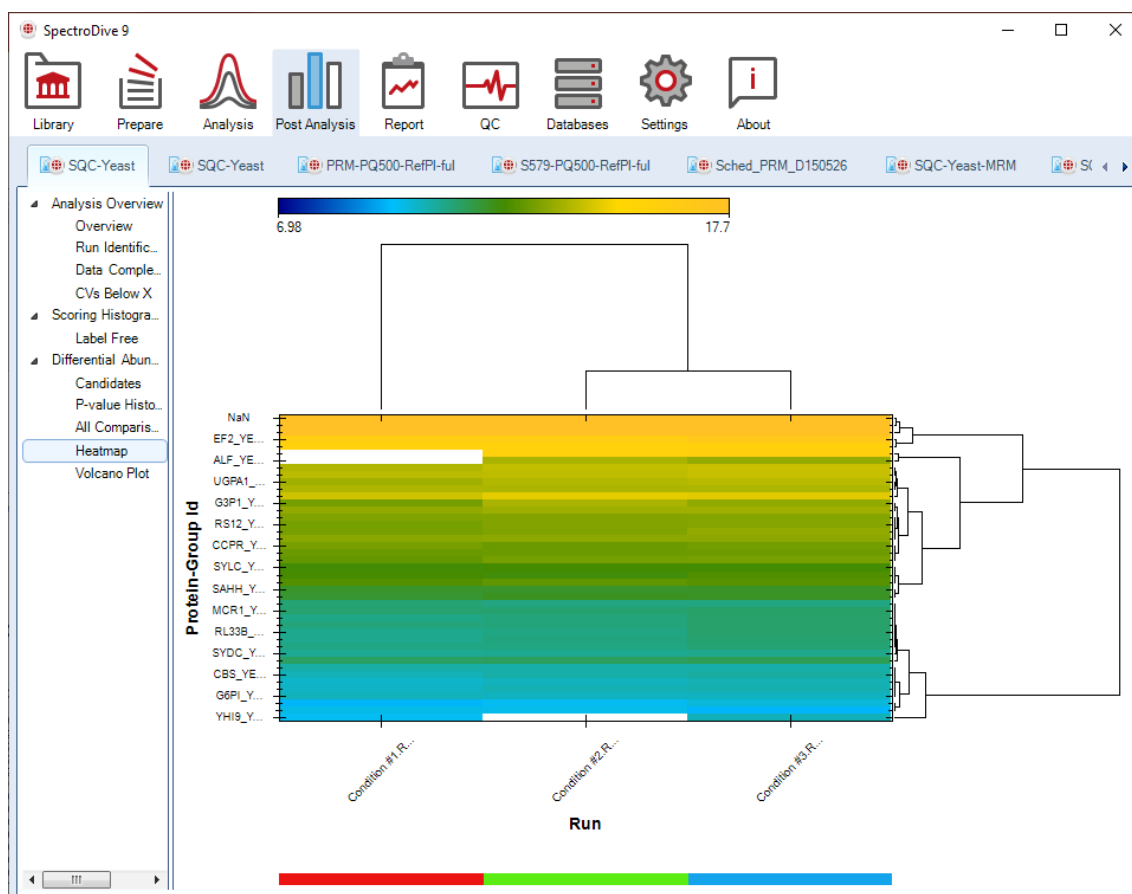 SpectroDive 9
Library Prepare Analysis Post Analysis Report QC Databases Settings About
SQC-Yeast SQC-Yeast PRM-PQ500-RefPI-ful S579-PQ500-RefPI-ful Sched_PRM_D150526 SQC-Yeast-MRM
Analysis Overview
Overview
Run Identific...
Data Comple...
CVs Below X
Scoring Histogra...
Label Free
Differential Abun...
Candidates
P-value Histo...
All Comparis...
Heatmap
Volcano Plot
6.98 17.7
Protein-Group Id
NaN
EF2_YE...
ALF_YE...
UGPA1_...
G3P1_Y...
RS12_Y...
CCPR_Y...
SYLC_Y...
SAHH_Y...
MCR1_Y...
RL33B_...
SYDC_Y...
CBS_YE...
G6PI_Y...
YHI9_Y...
Condition #1.R...
Condition #2.R...
Condition #3.R...
Run